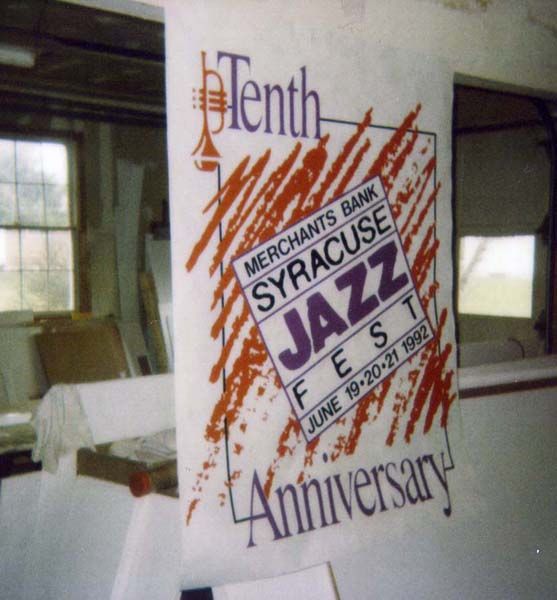 Tenth
MERCHANTS BANK
SYRACUSE
JAZZ
FEST
JUNE 19•20•21 1992
Anniversary